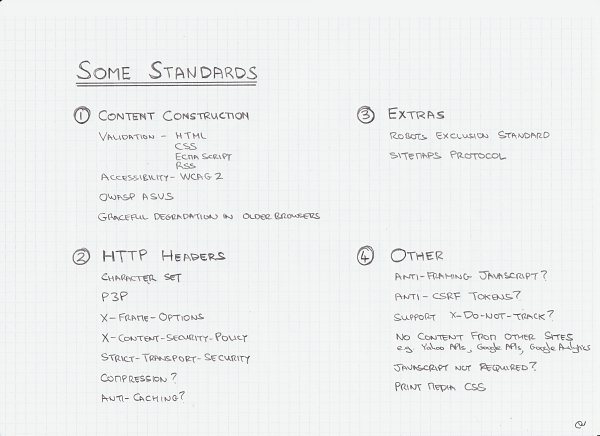 SOME STANDARDS
① CONTENT CONSTRUCTION
VALIDATION - HTML
CSS
ECMASCRIPT
RSS
ACCESSIBILITY - WCAG 2
OWASP ASVS
GRACEFUL DEGRADATION IN OLDER BROWSERS
② HTTP HEADERS
CHARACTER SET
P3P
X-FRAME-OPTIONS
X-CONTENT-SECURITY-POLICY
STRICT-TRANSPORT-SECURITY
COMPRESSION?
ANTI-CACHING?
③ EXTRAS
ROBOTS EXCLUSION STANDARD
SITEMAPS PROTOCOL
④ OTHER
ANTI-FRAMING JAVASCRIPT?
ANTI-CSRF TOKENS?
SUPPORT X-DO-NOT-TRACK?
NO CONTENT FROM OTHER SITES
e.g. Yahoo APIs, Google APIs, Google Analytics
JAVASCRIPT NOT REQUIRED?
PRINT MEDIA CSS